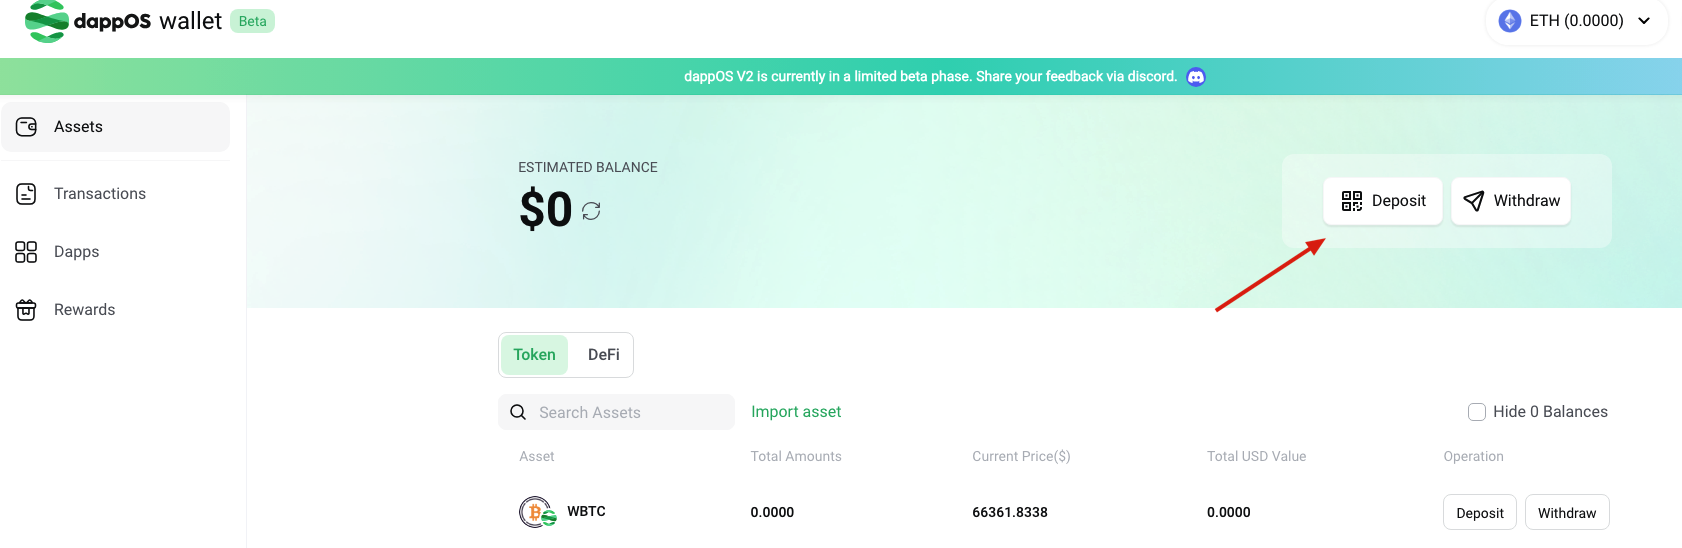 dappOS wallet Beta
ETH (0.0000)
dappOS V2 is currently in a limited beta phase. Share your feedback via discord.
Assets
Transactions
Dapps
Rewards
ESTIMATED BALANCE
$0
Deposit Withdraw
Token DeFi
Search Assets Import asset Hide 0 Balances
Asset Total Amounts Current Price($) Total USD Value Operation
WBTC 0.0000 66361.8338 0.0000 Deposit Withdraw